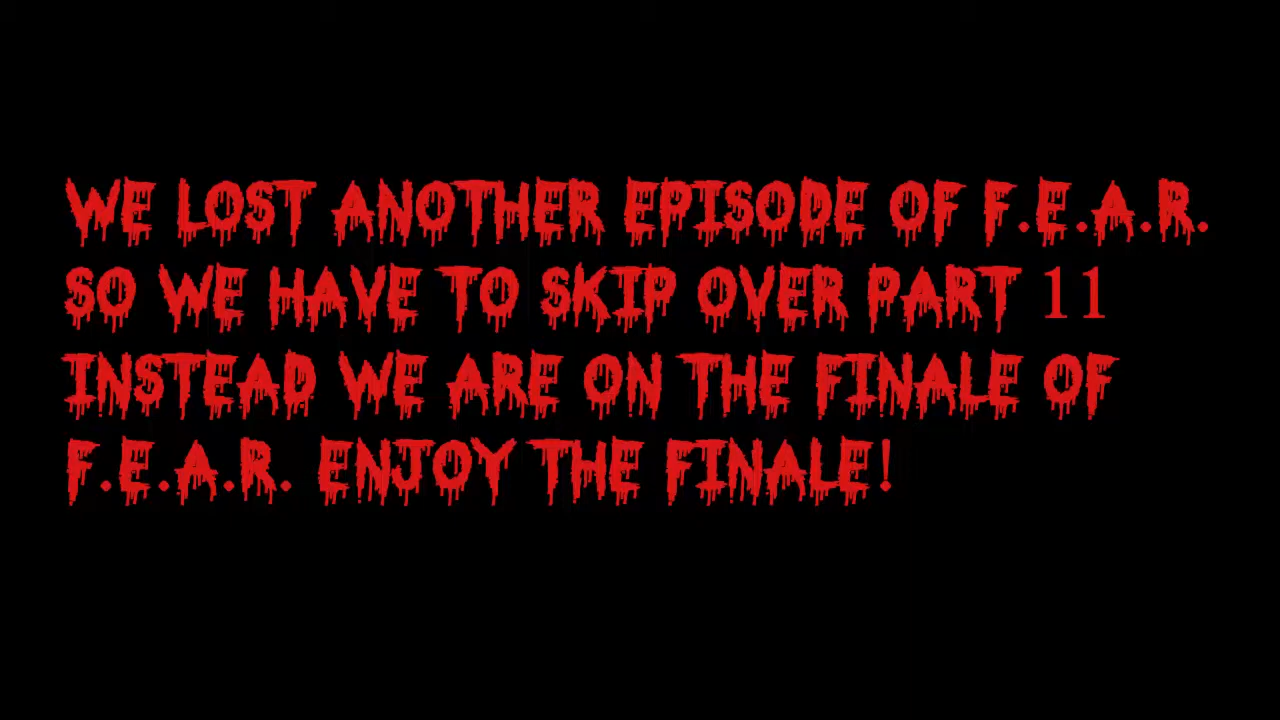 WE LOST ANOTHER EPISODE OF F.E.A.R.
SO WE HAVE TO SKIP OVER PART 11
INSTEAD WE ARE ON THE FINALE OF
F.E.A.R. ENJOY THE FINALE!